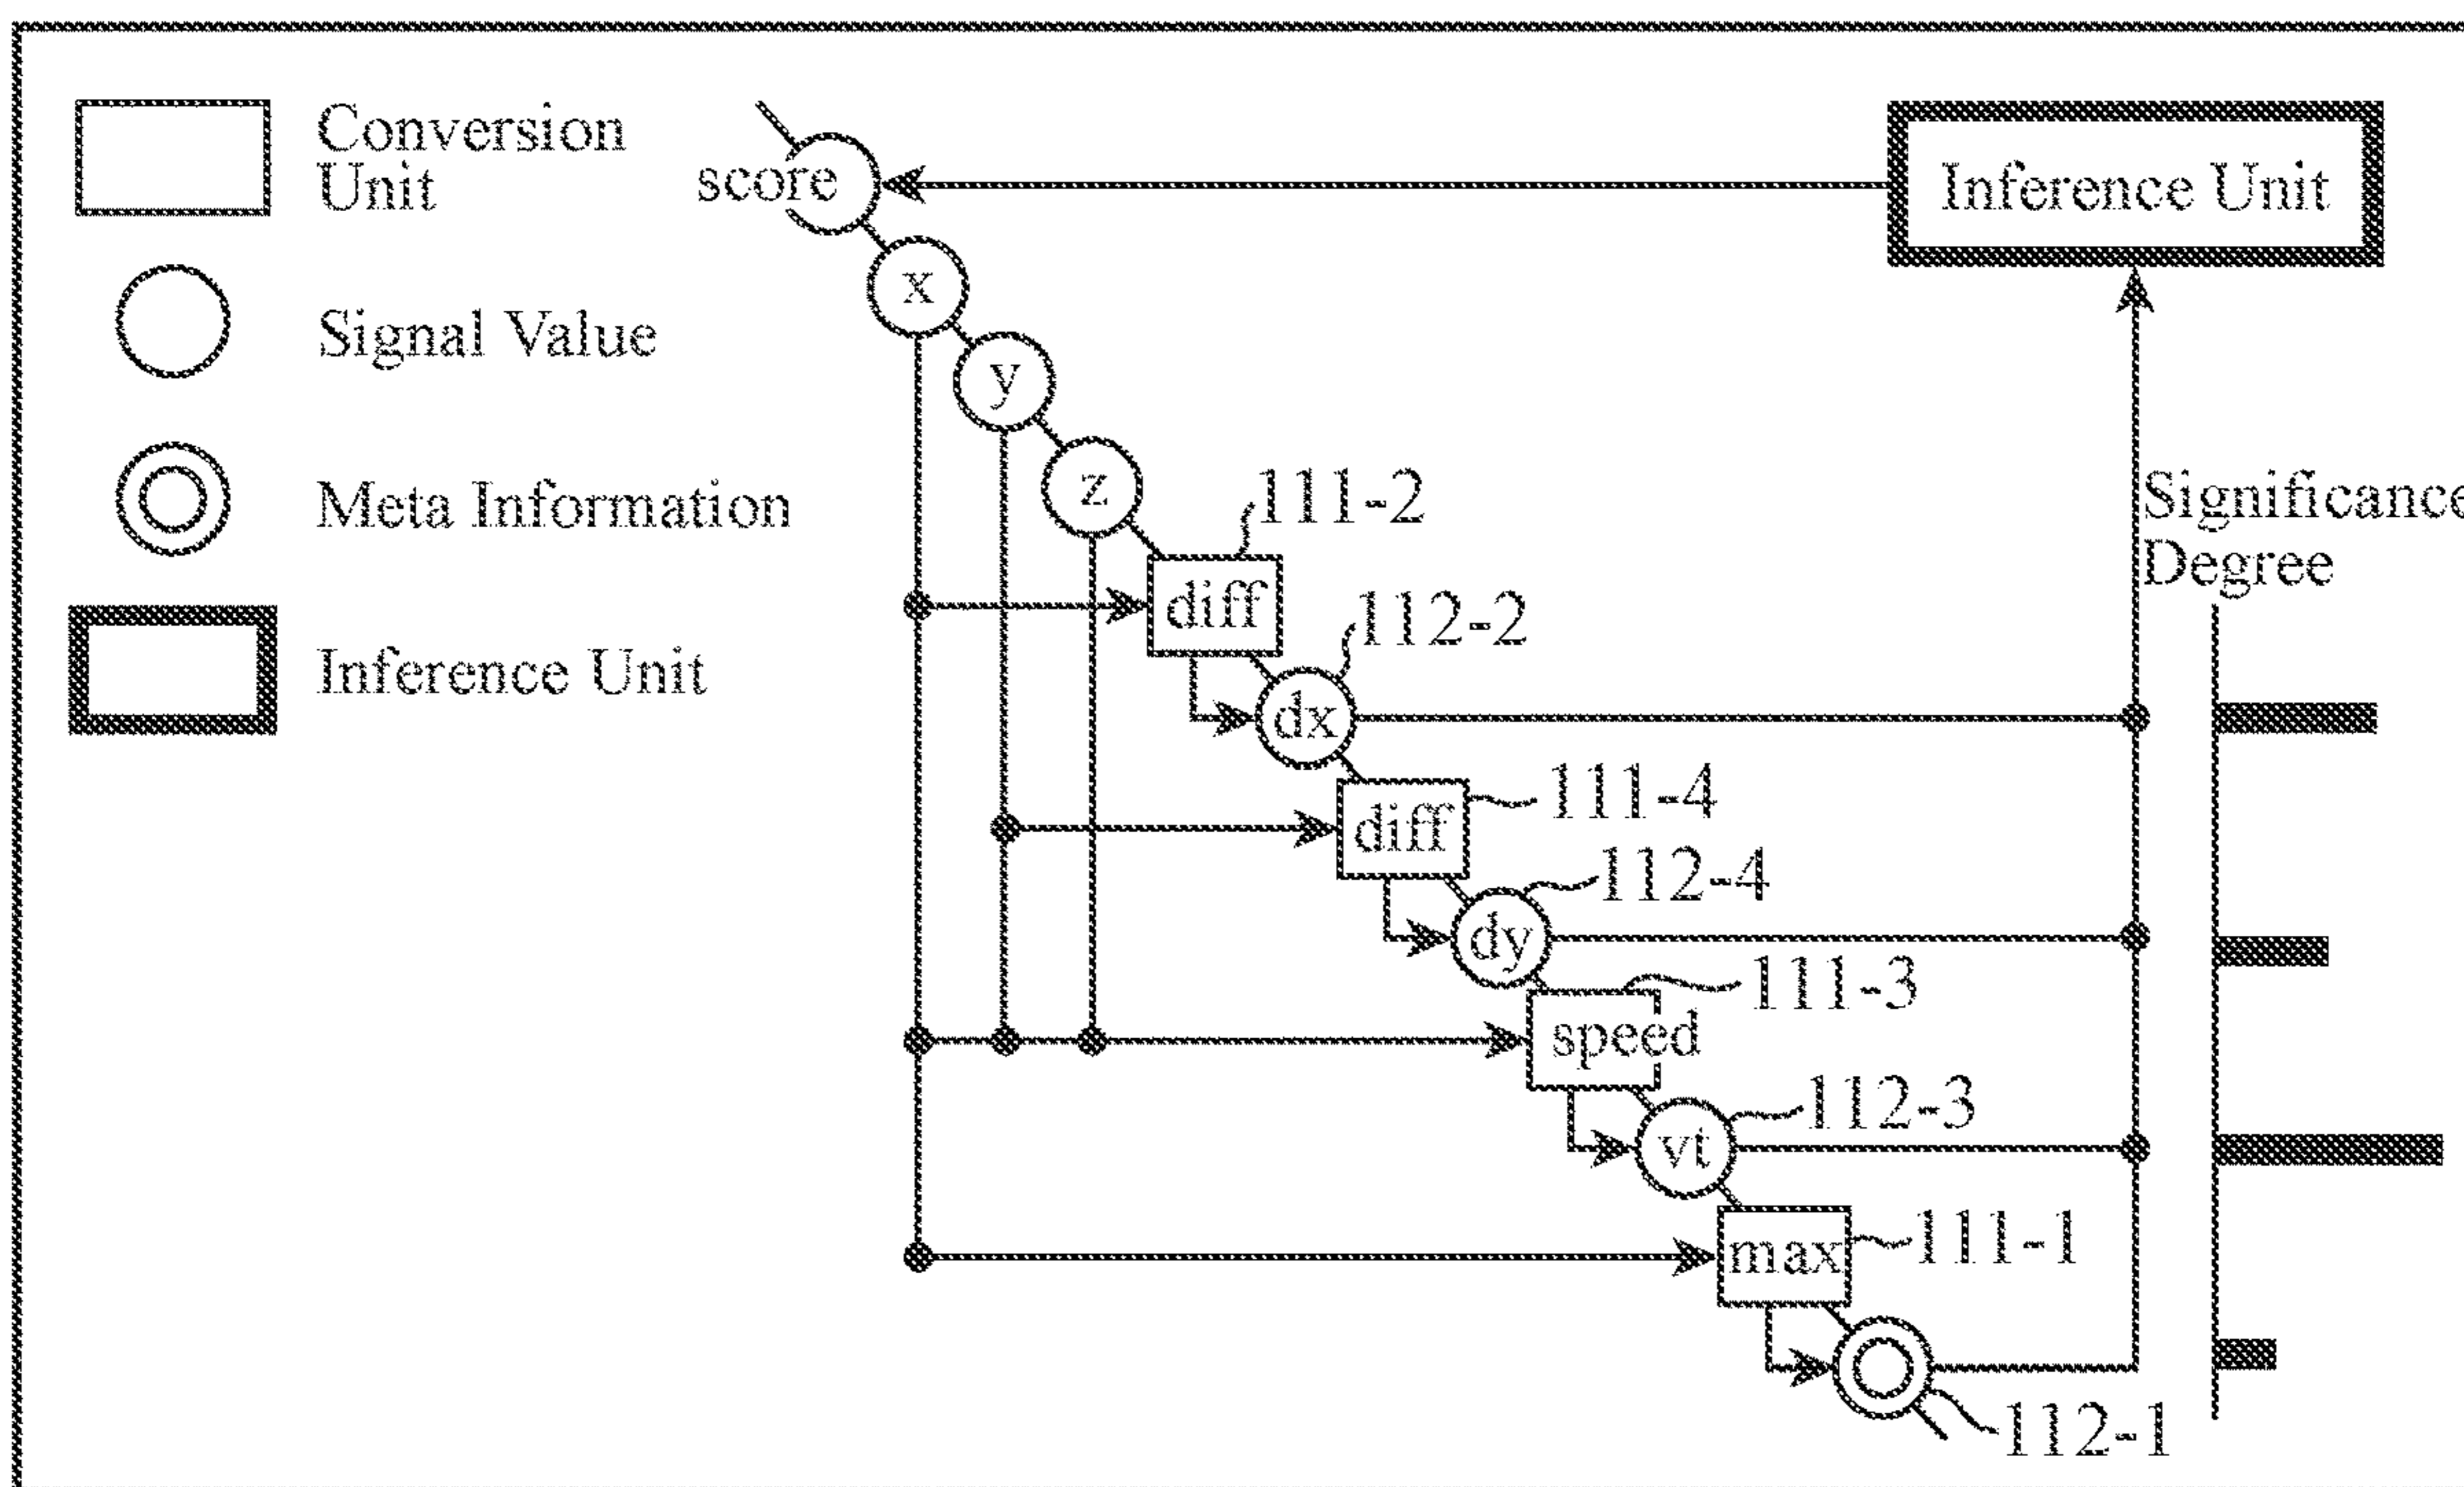 Conversion
Unit
Signal Value
Meta Information
Inference Unit
score
Inference Unit
x
y
z
111-2
diff
112-2
dx
Significance
Degree
111-4
diff
112-4
dy
111-3
speed
112-3
vt
111-1
max
112-1